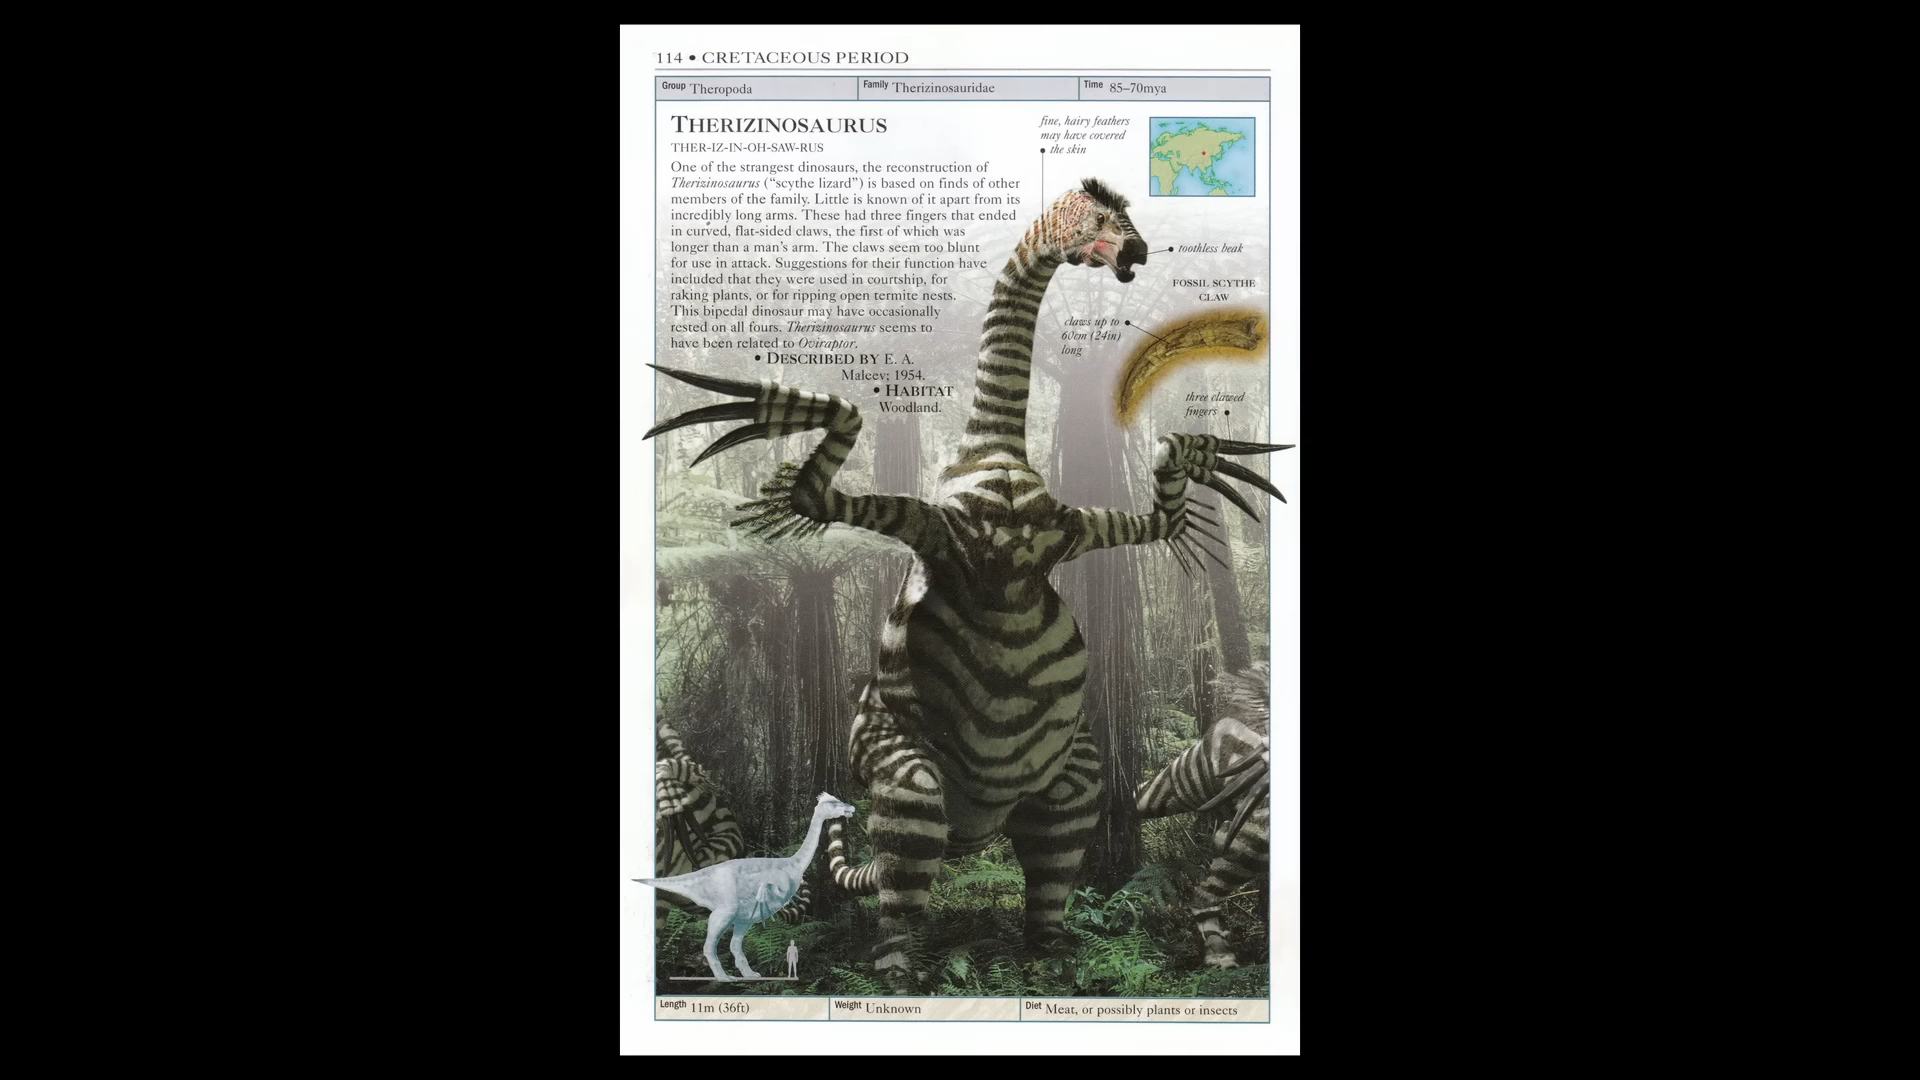 114 • CRETACEOUS PERIOD
Group Theropoda
Family Therizinosauridae
Time 85–70mya
THERIZINOSAURUS
THER-IZ-IN-OH-SAW-RUS
One of the strangest dinosaurs, the reconstruction of
Therizinosaurus (“scythe lizard”) is based on finds of other
members of the family. Little is known of it apart from its
incredibly long arms. These had three fingers that ended
in curved, flat-sided claws, the first of which was
longer than a man's arm. The claws seem too blunt
for use in attack. Suggestions for their function have
included that they were used in courtship, for
raking plants, or for ripping open termite nests.
This bipedal dinosaur may have occasionally
rested on all fours. Therizinosaurus seems to
have been related to Oviraptor.
• DESCRIBED BY E. A.
Maleev; 1954.
• HABITAT
Woodland.
fine, hairy feathers
may have covered
• the skin
• toothless beak
FOSSIL SCYTHE
CLAW
claws up to •
60cm (24in)
long
three clawed
fingers •
Length 11m (36ft)
Weight Unknown
Diet Meat, or possibly plants or insects